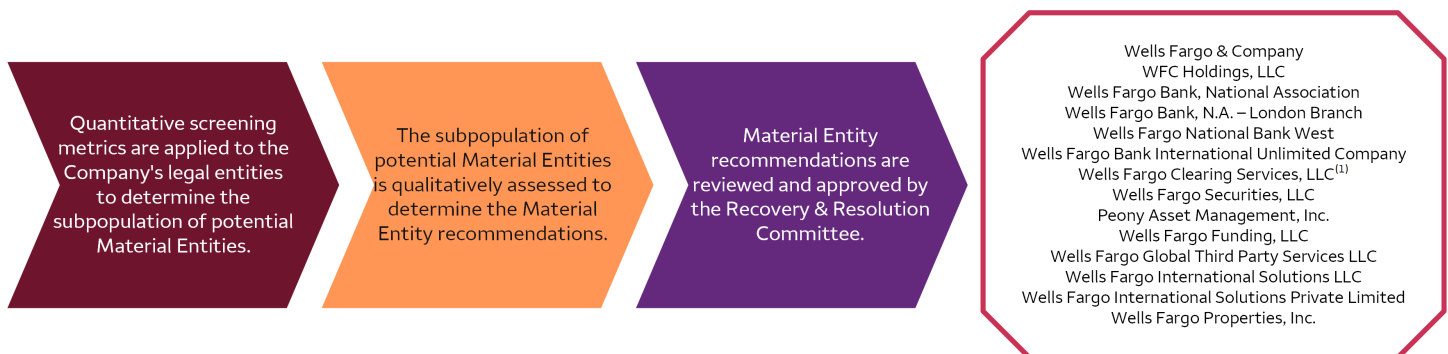 Quantitative screening
metrics are applied to the
Company's legal entities
to determine the
subpopulation of potential
Material Entities.
The subpopulation of
potential Material Entities
is qualitatively assessed to
determine the Material
Entity recommendations.
Material Entity
recommendations are
reviewed and approved by
the Recovery & Resolution
Committee.
Wells Fargo & Company
WFC Holdings, LLC
Wells Fargo Bank, National Association
Wells Fargo Bank, N.A. – London Branch
Wells Fargo National Bank West
Wells Fargo Bank International Unlimited Company
Wells Fargo Clearing Services, LLC(1)
Wells Fargo Securities, LLC
Peony Asset Management, Inc.
Wells Fargo Funding, LLC
Wells Fargo Global Third Party Services LLC
Wells Fargo International Solutions LLC
Wells Fargo International Solutions Private Limited
Wells Fargo Properties, Inc.